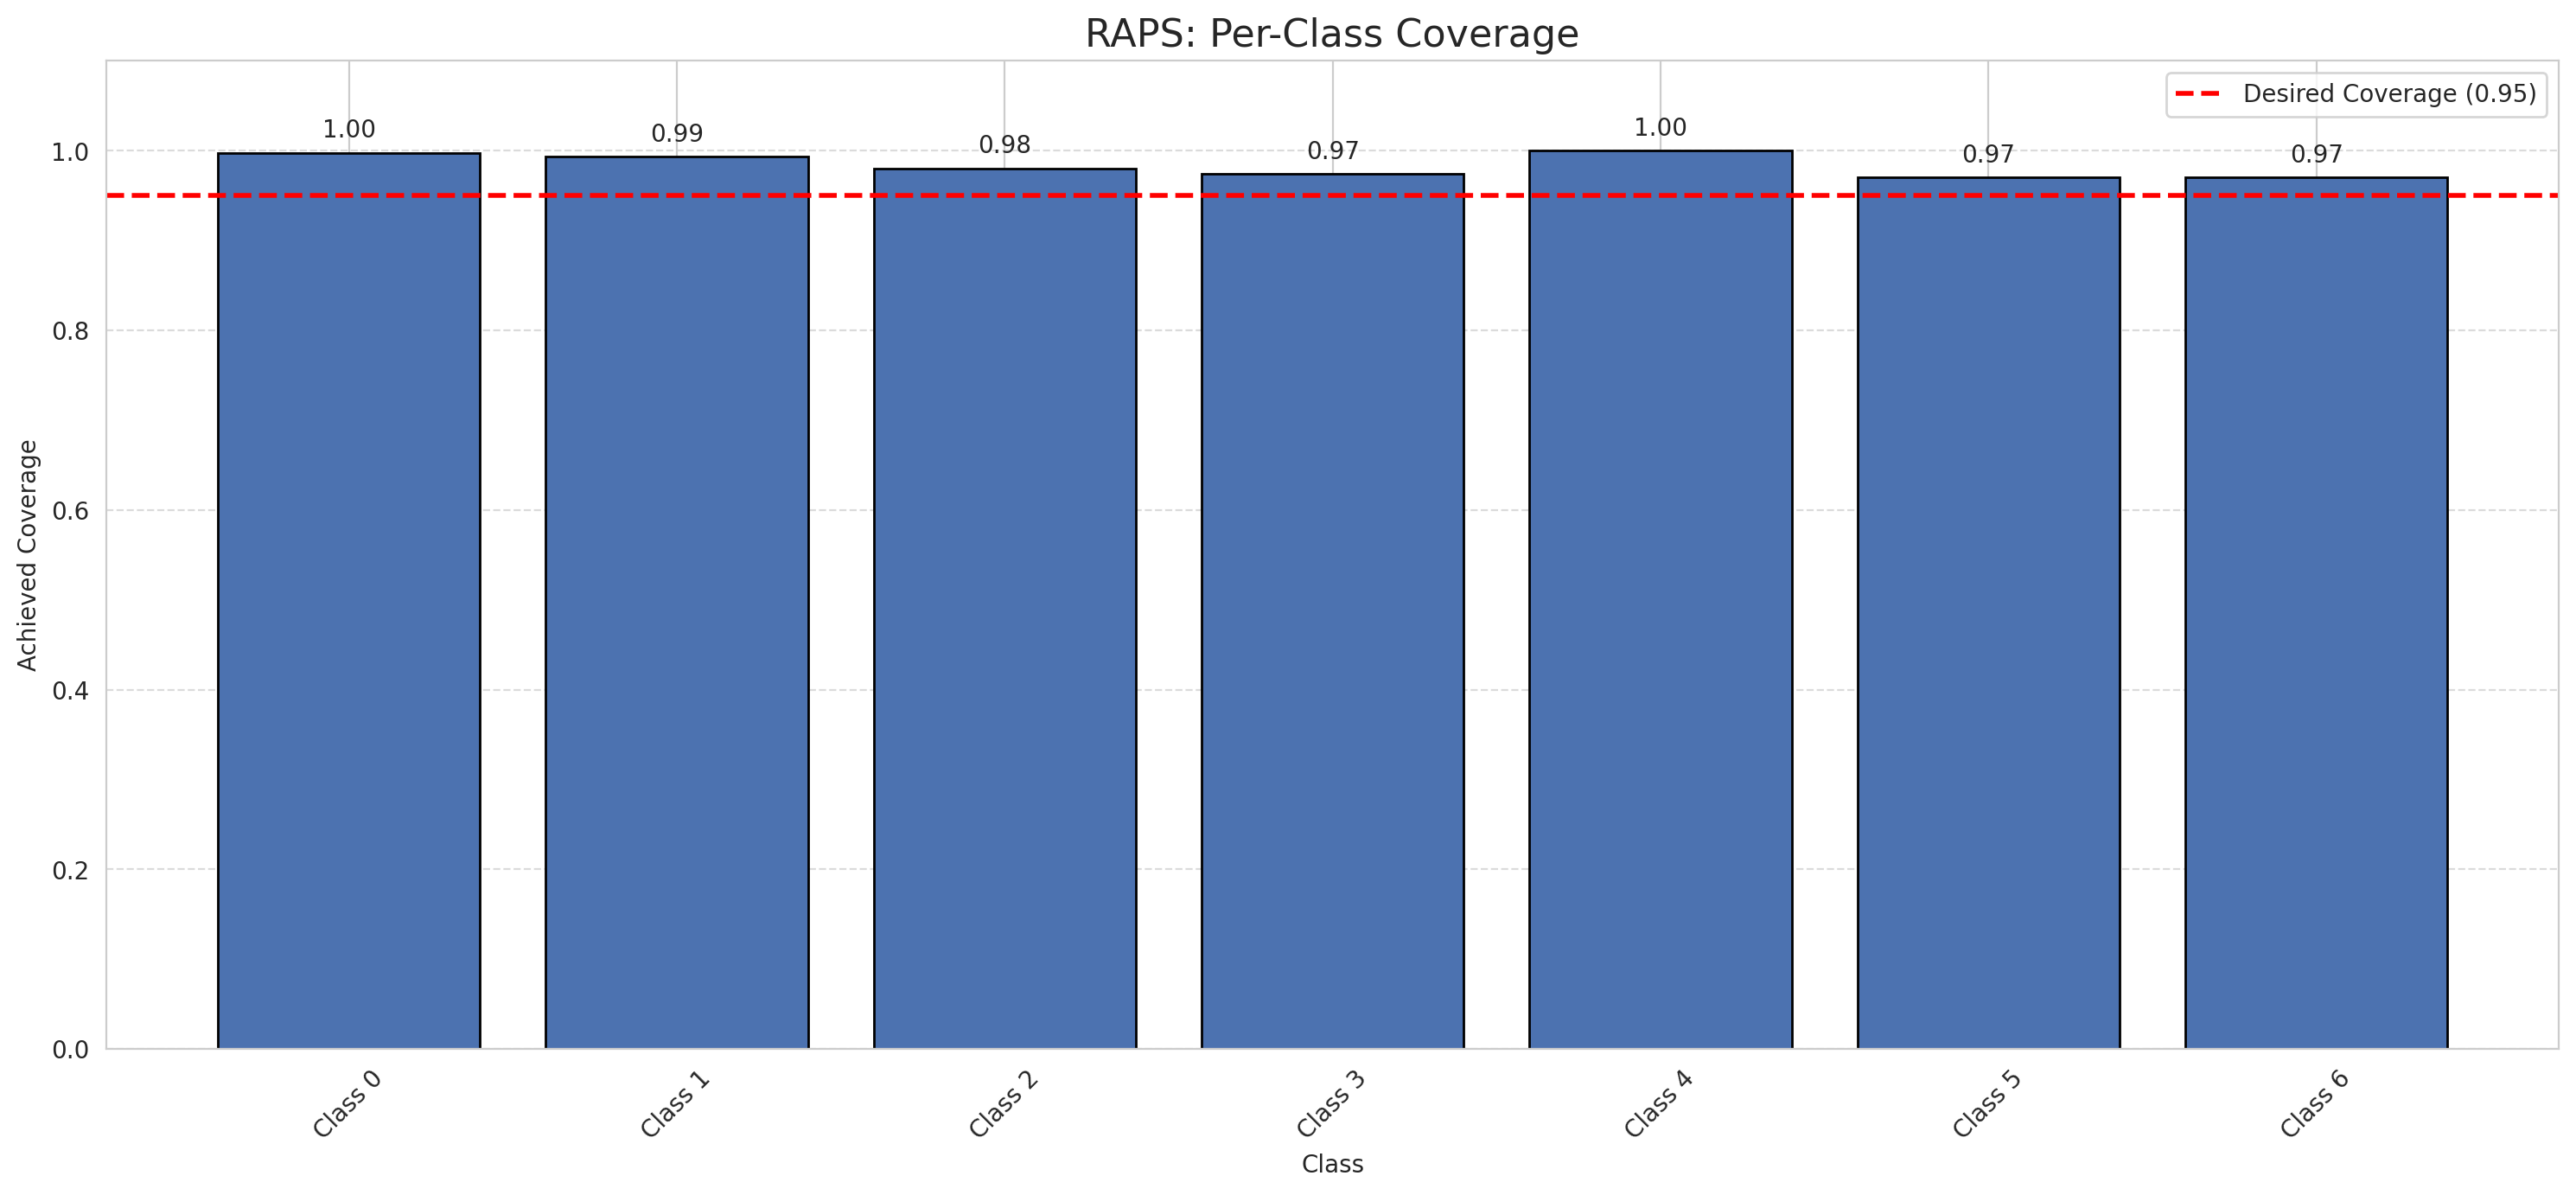 RAPS: Per-Class Coverage
Desired Coverage (0.95)
1.00
0.99
0.98
0.97
1.00
0.97
0.97
1.0
0.8
0.6
0.4
0.2
0.0
Achieved Coverage
Class 0
Class 1
Class 2
Class 3
Class 4
Class 5
Class 6
Class